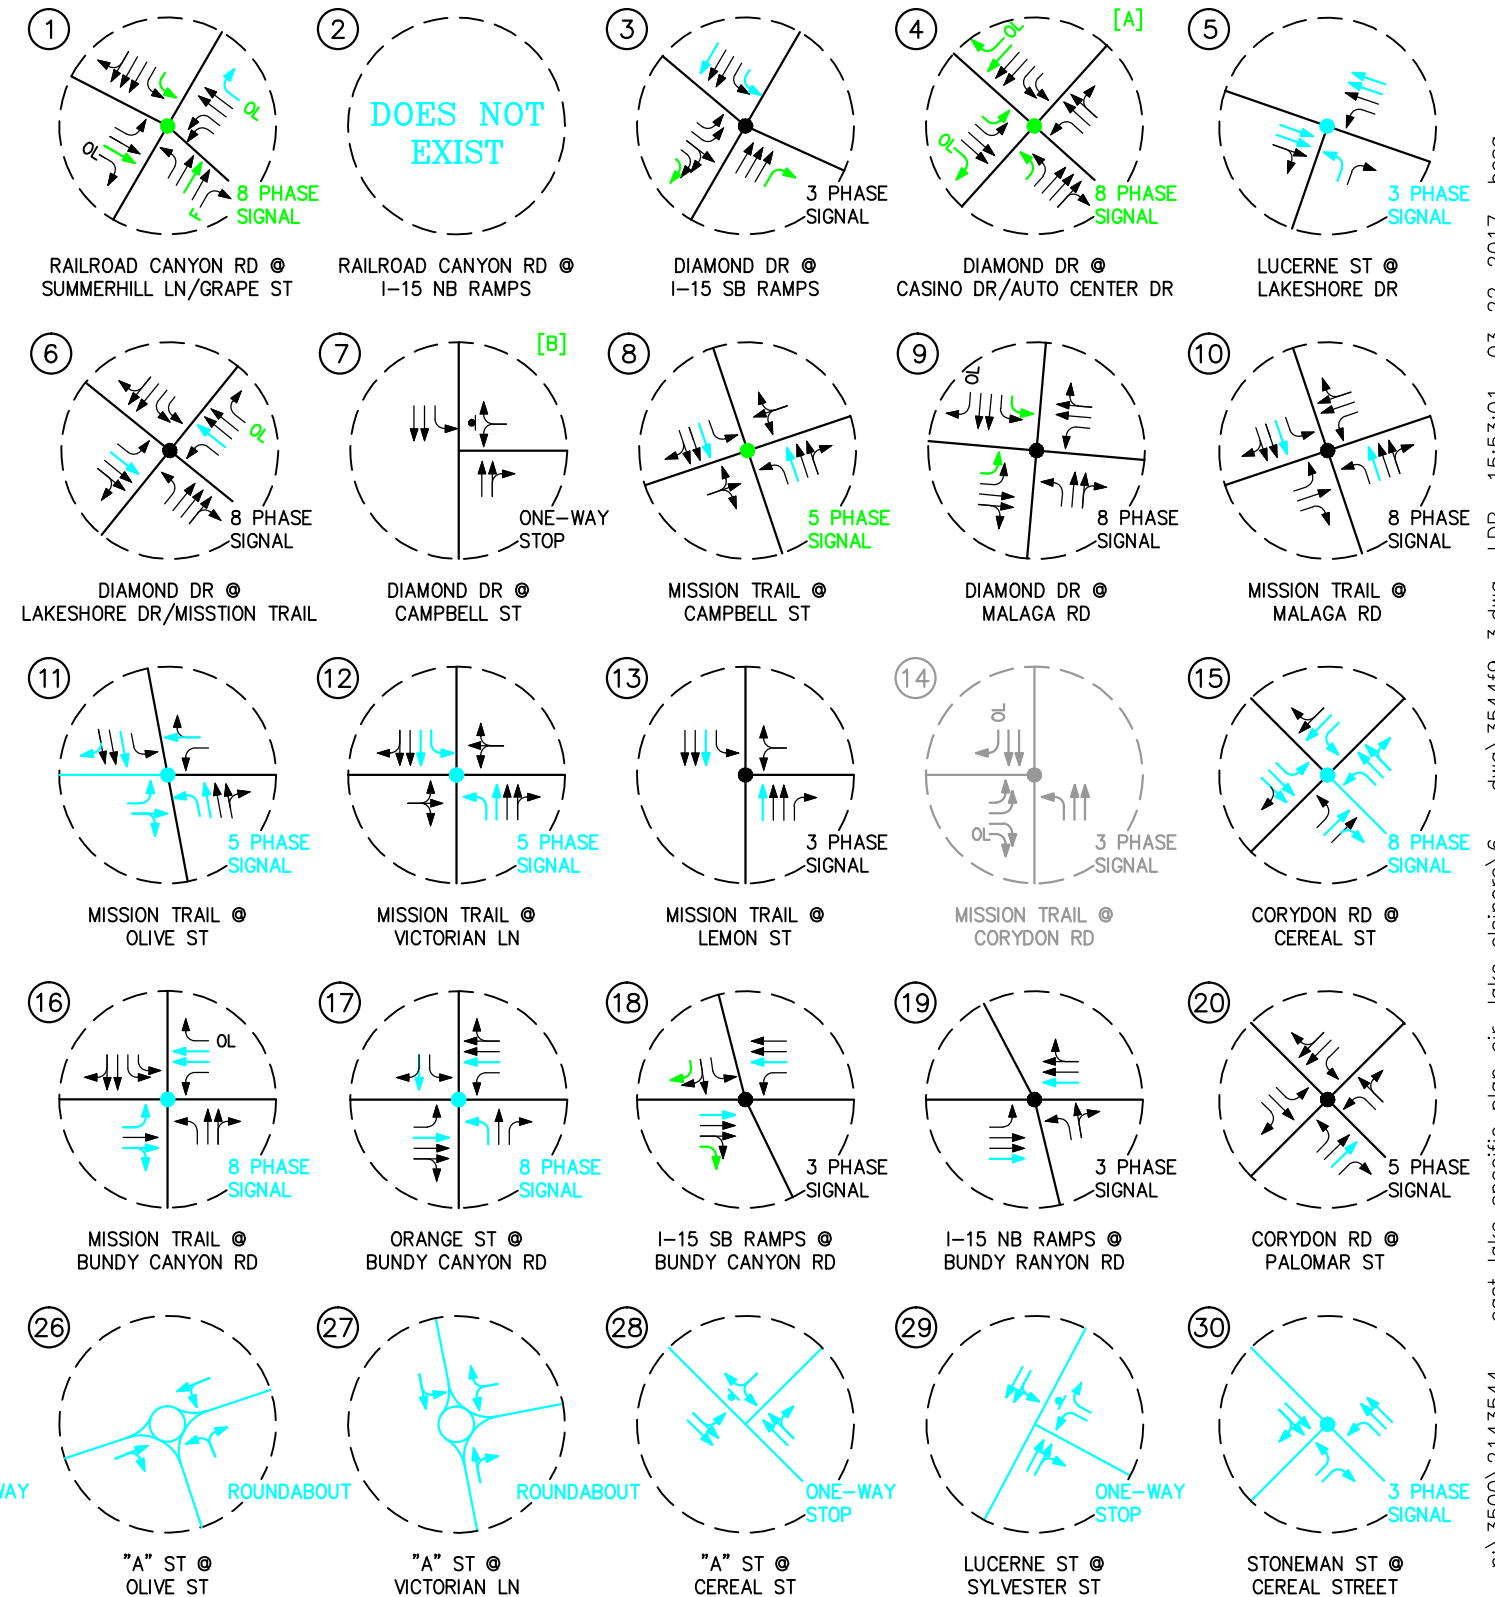 1
OL
OL
F
8 PHASE
SIGNAL
RAILROAD CANYON RD @
SUMMERHILL LN/GRAPE ST
2
DOES NOT
EXIST
RAILROAD CANYON RD @
I-15 NB RAMPS
3
3 PHASE
SIGNAL
DIAMOND DR @
I-15 SB RAMPS
4
[A]
OL
OL
8 PHASE
SIGNAL
DIAMOND DR @
CASINO DR/AUTO CENTER DR
5
3 PHASE
SIGNAL
LUCERNE ST @
LAKESHORE DR
6
OL
8 PHASE
SIGNAL
DIAMOND DR @
LAKESHORE DR/MISSTION TRAIL
7
[B]
ONE-WAY
STOP
DIAMOND DR @
CAMPBELL ST
8
5 PHASE
SIGNAL
MISSION TRAIL @
CAMPBELL ST
9
OL
8 PHASE
SIGNAL
DIAMOND DR @
MALAGA RD
10
8 PHASE
SIGNAL
MISSION TRAIL @
MALAGA RD
11
5 PHASE
SIGNAL
MISSION TRAIL @
OLIVE ST
12
5 PHASE
SIGNAL
MISSION TRAIL @
VICTORIAN LN
13
3 PHASE
SIGNAL
MISSION TRAIL @
LEMON ST
14
OL
OL
3 PHASE
SIGNAL
MISSION TRAIL @
CORYDON RD
15
8 PHASE
SIGNAL
CORYDON RD @
CEREAL ST
16
OL
8 PHASE
SIGNAL
MISSION TRAIL @
BUNDY CANYON RD
17
8 PHASE
SIGNAL
ORANGE ST @
BUNDY CANYON RD
18
3 PHASE
SIGNAL
I-15 SB RAMPS @
BUNDY CANYON RD
19
3 PHASE
SIGNAL
I-15 NB RAMPS @
BUNDY RANYON RD
20
5 PHASE
SIGNAL
CORYDON RD @
PALOMAR ST
26
WAY
ROUNDABOUT
"A" ST @
OLIVE ST
27
ROUNDABOUT
"A" ST @
VICTORIAN LN
28
ONE-WAY
STOP
"A" ST @
CEREAL ST
29
ONE-WAY
STOP
LUCERNE ST @
SYLVESTER ST
30
3 PHASE
SIGNAL
STONEMAN ST @
CEREAL STREET